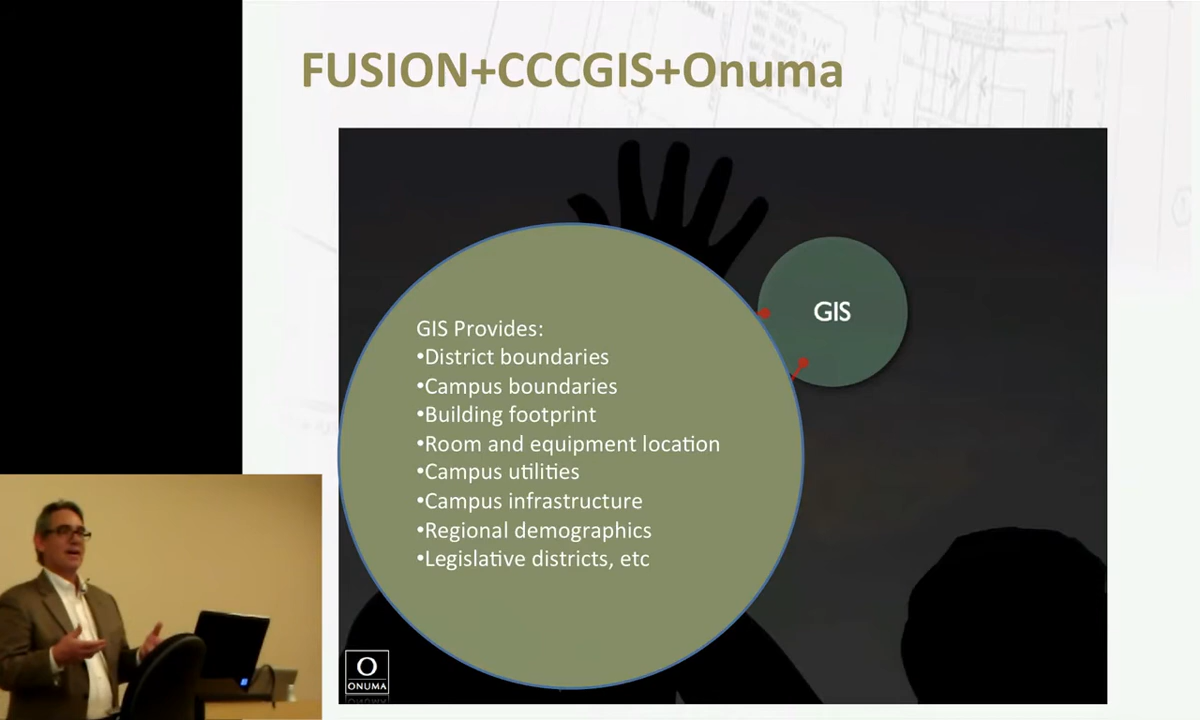 FUSION+CCCGIS+Onuma
GIS
GIS Provides:
•District boundaries
•Campus boundaries
•Building footprint
•Room and equipment location
•Campus utilities
•Campus infrastructure
•Regional demographics
•Legislative districts, etc
O
ONUMA